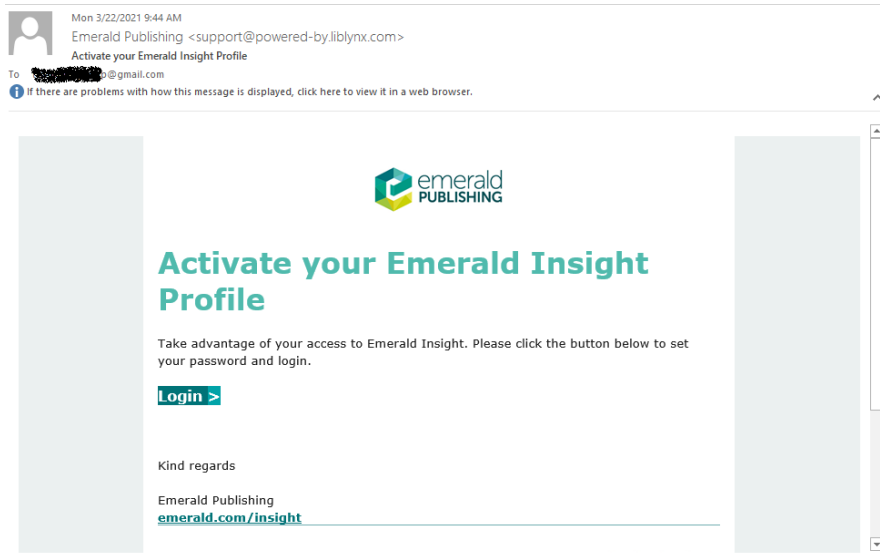 Mon 3/22/2021 9:44 AM
Emerald Publishing <support@powered-by.liblynx.com>
Activate your Emerald Insight Profile
To p@gmail.com
If there are problems with how this message is displayed, click here to view it in a web browser.
emerald
PUBLISHING
Activate your Emerald Insight
Profile
Take advantage of your access to Emerald Insight. Please click the button below to set
your password and login.
Login >
Kind regards
Emerald Publishing
emerald.com/insight